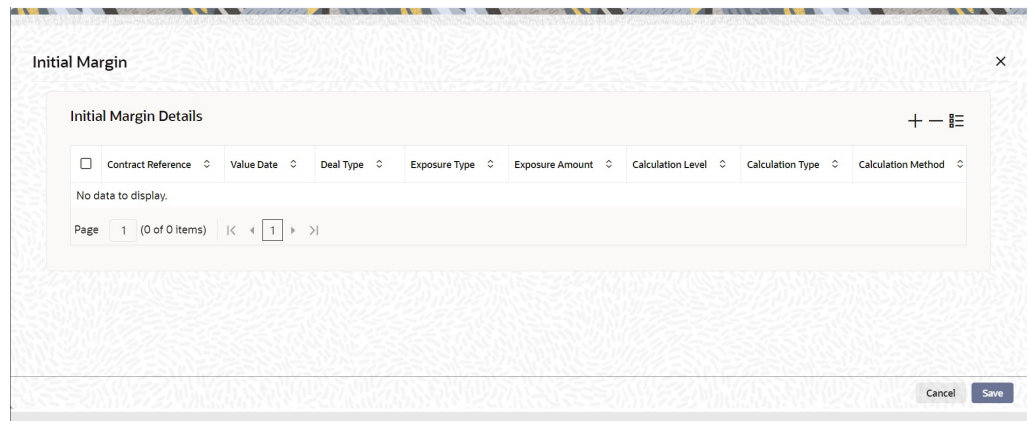 Initial Margin
Initial Margin Details
Contract Reference Value Date Deal Type Exposure Type Exposure Amount Calculation Level Calculation Type Calculation Method
No data to display.
Page 1 (0 of 0 items) 1
Cancel Save